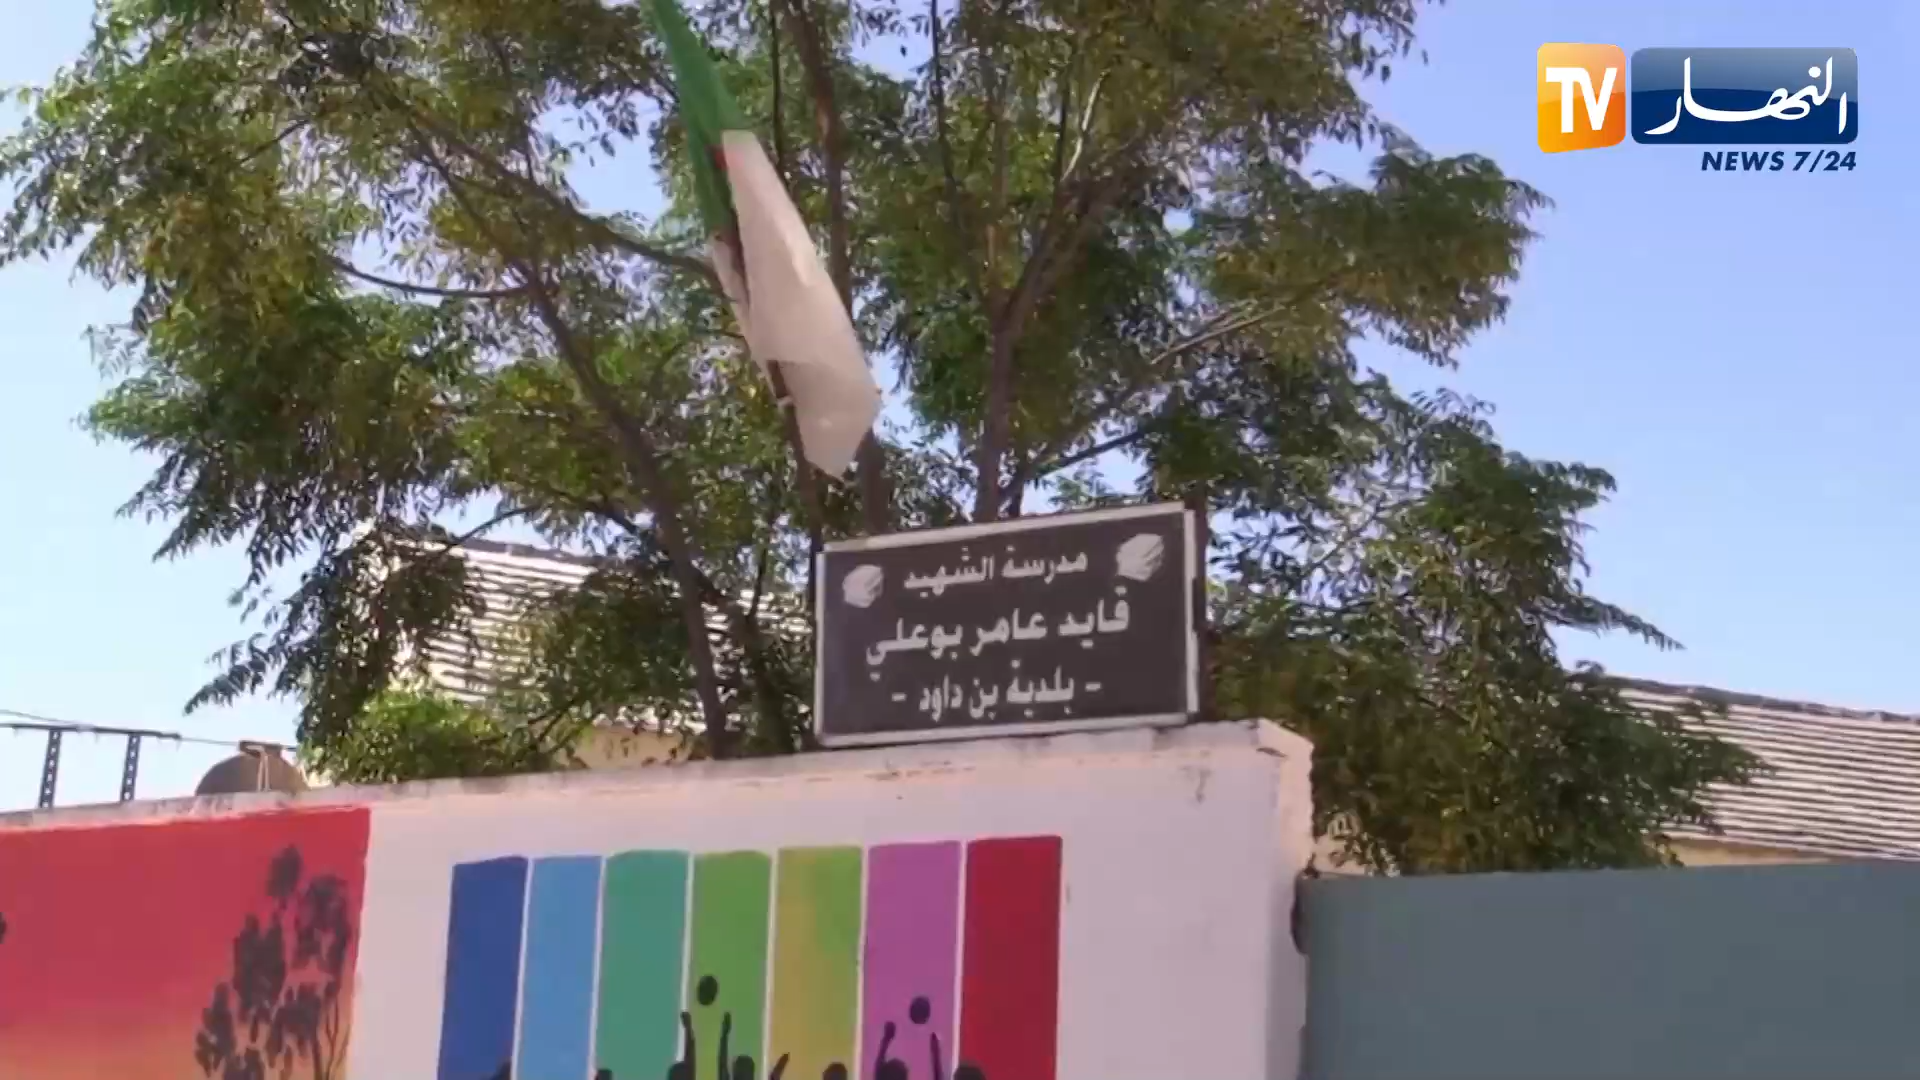 TV النهار
NEWS 7/24
مدرسة الشهيد
قايد عامر بوعلي
- بلدية بن داود -